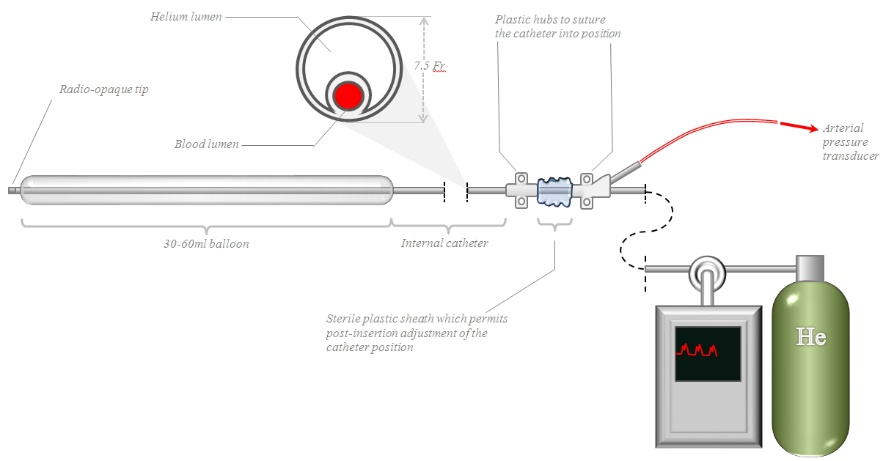 Helium lumen
Plastic hubs to suture
the catheter into position
7.5 Fr.
Radio-opaque tip
Arterial
pressure
transducer
Blood lumen
30-60ml balloon
Internal catheter
Sterile plastic sheath which permits
post-insertion adjustment of the
catheter position
He